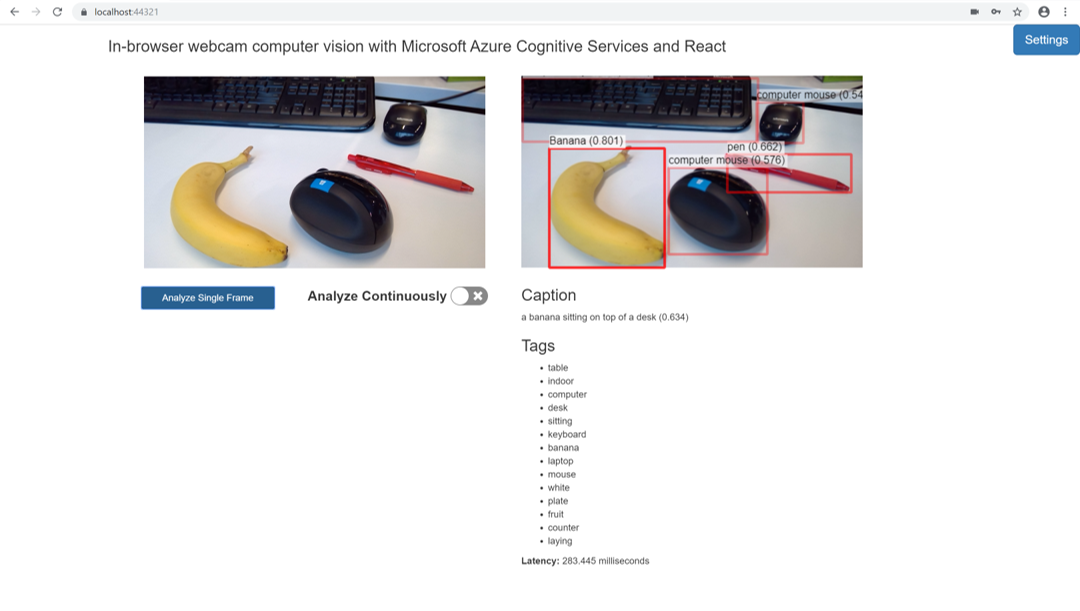 localhost:44321
Settings
In-browser webcam computer vision with Microsoft Azure Cognitive Services and React
computer mouse (0.54
Banana (0.801)
pen (0.662)
computer mouse (0.576)
Analyze Single Frame
Analyze Continuously
Caption
a banana sitting on top of a desk (0.634)
Tags
table
indoor
computer
desk
sitting
keyboard
banana
laptop
mouse
white
plate
fruit
counter
laying
Latency: 283.445 milliseconds